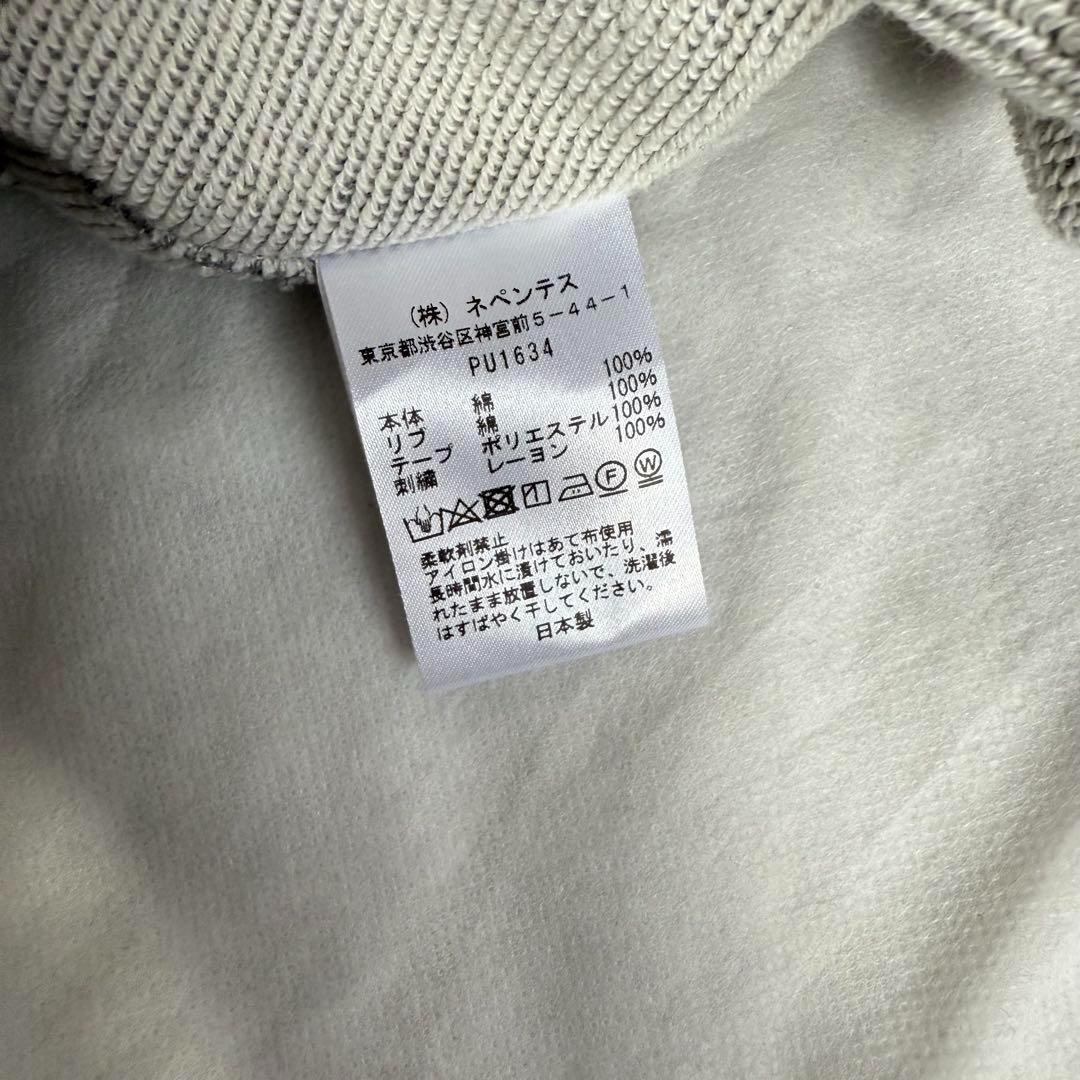 (株) ネペンテス
東京都渋谷区神宮前5-44-1
PU1634
本体 綿 100%
リブ 綿 100%
テープ ポリエステル 100%
刺繍 レーヨン 100%
F W
柔軟剤禁止
アイロン掛けはあて布使用
長時間水に漬けておいたり、濡
れたまま放置しないで、洗濯後
はすばやく干してください。
日本製